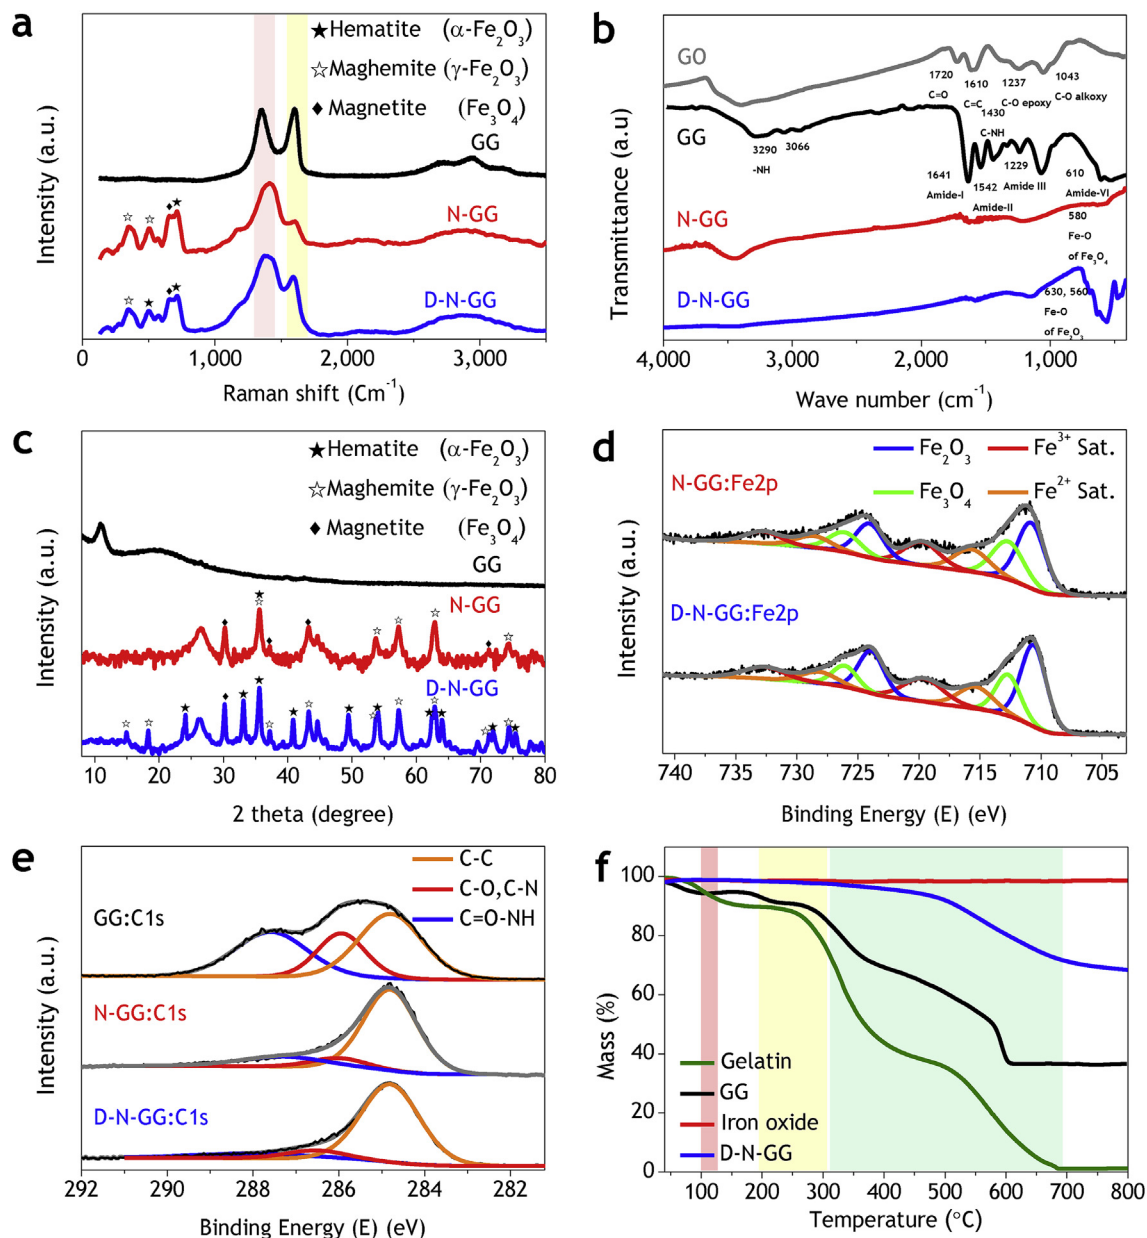 a
★Hematite (α-Fe₂O₃)
☆Maghemite (γ-Fe₂O₃)
♦Magnetite (Fe₃O₄)
GG
N-GG
D-N-GG
Intensity (a.u.)
0 1,000 2,000 3,000
Raman shift (Cm⁻¹)
b
GO
1720 1610 1237 1043
C=O C=C C-O epoxy C-O alkoxy
1430
C-NH
GG
3290 3066
-NH
1641 1542 1229 610
Amide-I Amide-II Amide III Amide-VI
N-GG
580
Fe-O
of Fe₃O₄
D-N-GG
630, 560
Fe-O
of Fe₂O₃
Transmittance (a.u)
4,000 3,000 2,000 1,000
Wave number (cm⁻¹)
c
★Hematite (α-Fe₂O₃)
☆Maghemite (γ-Fe₂O₃)
♦Magnetite (Fe₃O₄)
GG
N-GG
D-N-GG
Intensity (a.u.)
10 20 30 40 50 60 70 80
2 theta (degree)
d
Fe₂O₃ Fe³⁺ Sat.
Fe₃O₄ Fe²⁺ Sat.
N-GG:Fe2p
D-N-GG:Fe2p
Intensity (a.u.)
740 735 730 725 720 715 710 705
Binding Energy (E) (eV)
e
C-C
C-O,C-N
C=O-NH
GG:C1s
N-GG:C1s
D-N-GG:C1s
Intensity (a.u.)
292 290 288 286 284 282
Binding Energy (E) (eV)
f
100
80
60
40
20
0
Mass (%)
Gelatin
GG
Iron oxide
D-N-GG
100 200 300 400 500 600 700 800
Temperature (°C)